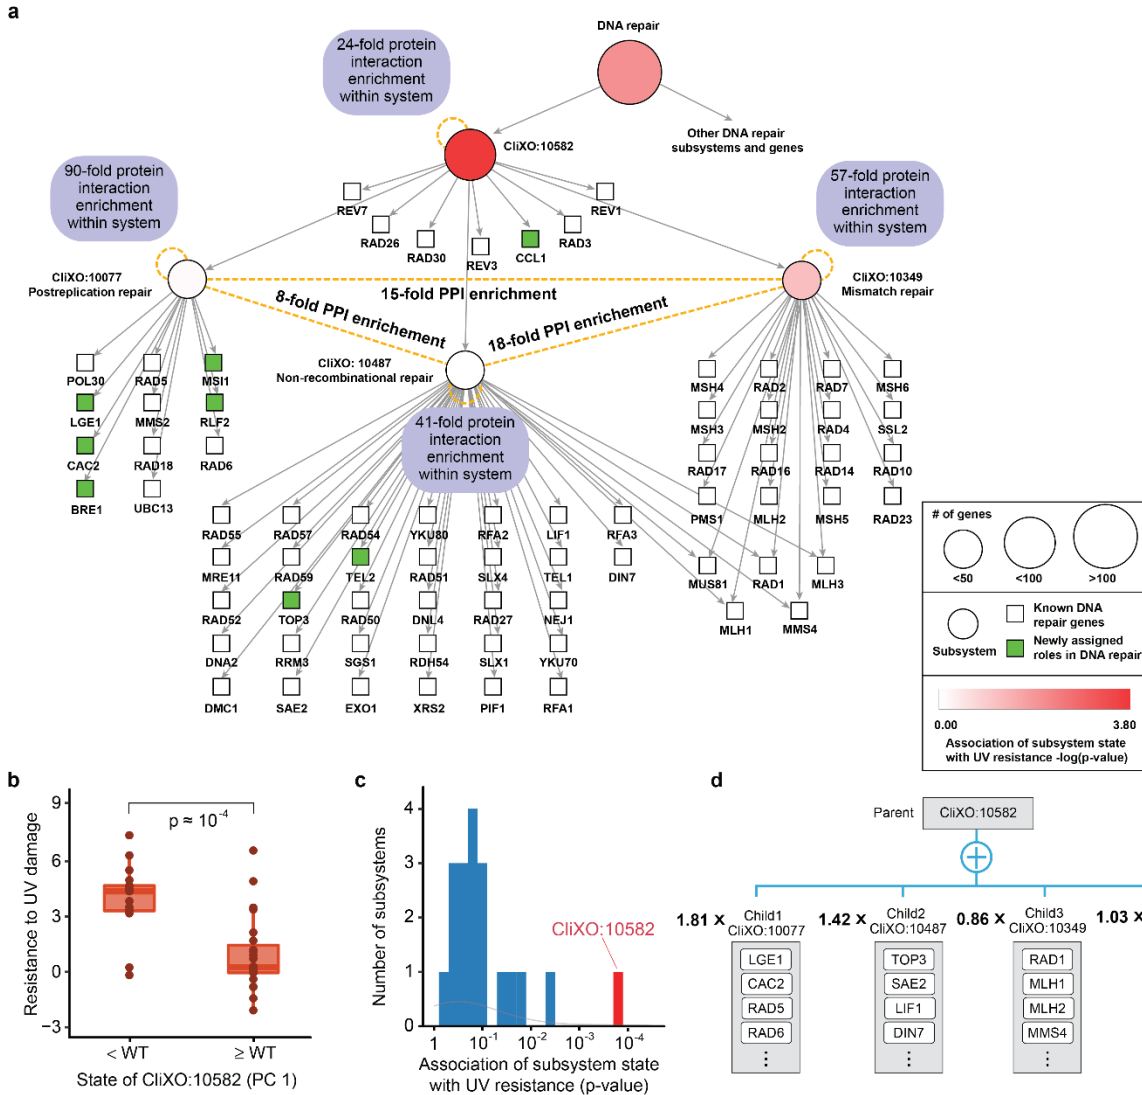 a
DNA repair
24-fold protein
interaction
enrichment
within system
Other DNA repair
subsystems and genes
CliXO:10582
90-fold protein
interaction
enrichment
within system
57-fold protein
interaction
enrichment
within system
REV7
REV1
RAD26
RAD30
REV3
CCL1
RAD3
CliXO:10077
Postreplication repair
CliXO:10349
Mismatch repair
15-fold PPI enrichment
8-fold PPI enrichement
18-fold PPI enrichement
CliXO: 10487
Non-recombinational repair
POL30
RAD5
MSI1
LGE1
MMS2
RLF2
CAC2
RAD18
RAD6
BRE1
UBC13
41-fold protein
interaction
enrichment
within system
MSH4
RAD2
RAD7
MSH6
MSH3
MSH2
RAD4
SSL2
RAD17
RAD16
RAD14
RAD10
PMS1
MLH2
MSH5
RAD23
RAD55
RAD57
RAD54
YKU80
RFA2
LIF1
RFA3
MRE11
RAD59
TEL2
RAD51
SLX4
TEL1
DIN7
MUS81
RAD1
MLH3
RAD52
TOP3
RAD50
DNL4
RAD27
NEJ1
MLH1
MMS4
DNA2
RRM3
SGS1
RDH54
SLX1
YKU70
DMC1
SAE2
EXO1
XRS2
PIF1
RFA1
# of genes
<50
<100
>100
Subsystem
Known DNA
repair genes
Newly assigned
roles in DNA repair
0.00
3.80
Association of subsystem state
with UV resistance -log(p-value)
b
Resistance to UV damage
9
6
3
0
−3
p ≈ 10-4
< WT
≥ WT
State of CliXO:10582 (PC 1)
c
Number of subsystems
4
3
2
1
0
CliXO:10582
1
10-1
10-2
10-3
10-4
Association of subsystem state
with UV resistance (p-value)
d
Parent
CliXO:10582
1.81 x
Child1
CliXO:10077
LGE1
CAC2
RAD5
RAD6
⋮
1.42 x
Child2
CliXO:10487
TOP3
SAE2
LIF1
DIN7
⋮
0.86 x
Child3
CliXO:10349
RAD1
MLH1
MLH2
MMS4
⋮
1.03 x